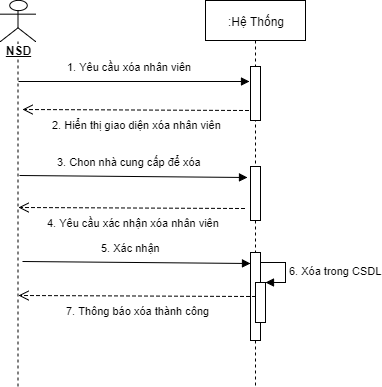 :Hệ Thống
NSD
1. Yêu cầu xóa nhân viên
2. Hiển thị giao diện xóa nhân viên
3. Chon nhà cung cấp để xóa
4. Yêu cầu xác nhận xóa nhân viên
5. Xác nhận
6. Xóa trong CSDL
7. Thông báo xóa thành công